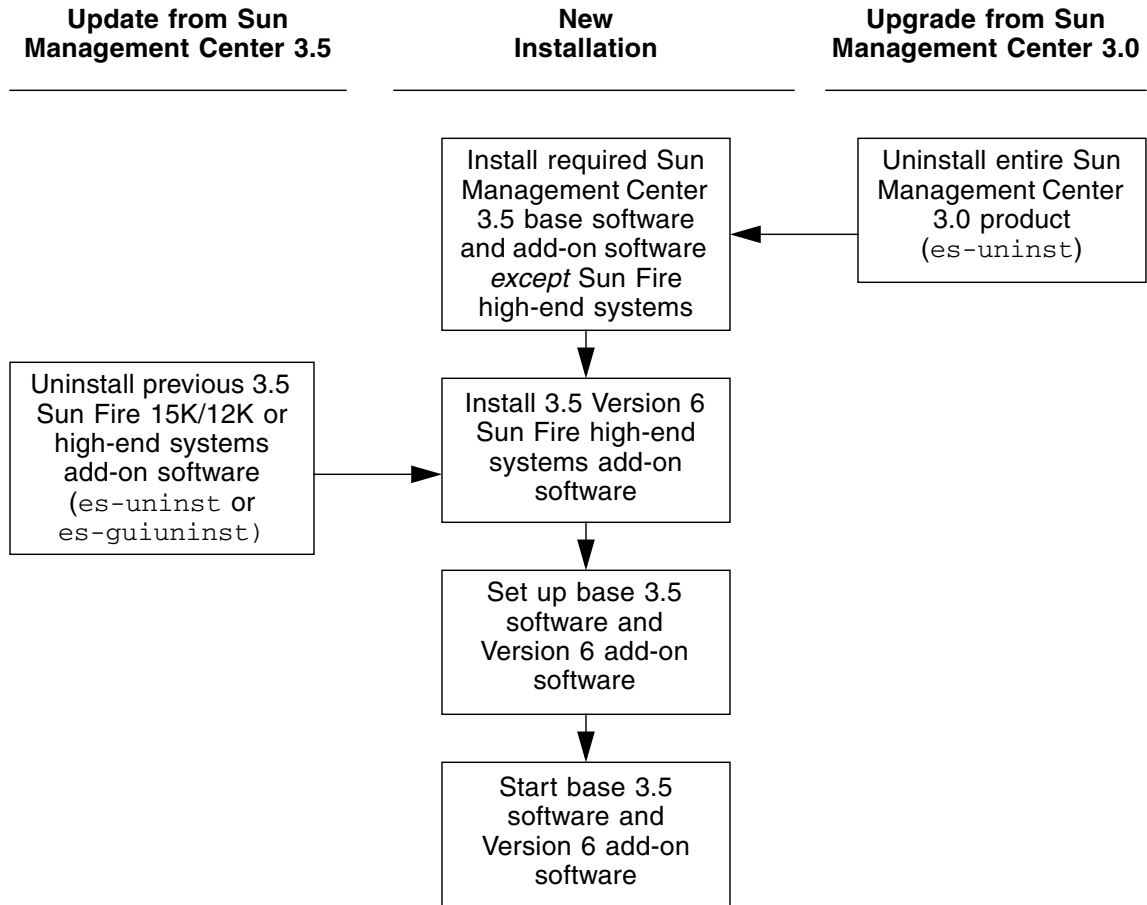 Update from Sun
Management Center 3.5
New
Installation
Upgrade from Sun
Management Center 3.0
Install required Sun
Management Center
3.5 base software
and add-on software
except Sun Fire
high-end systems
Uninstall entire Sun
Management Center
3.0 product
(es-uninst)
Uninstall previous 3.5
Sun Fire 15K/12K or
high-end systems
add-on software
(es-uninst or
es-guiuninst)
Install 3.5 Version 6
Sun Fire high-end
systems add-on
software
Set up base 3.5
software and
Version 6 add-on
software
Start base 3.5
software and
Version 6 add-on
software